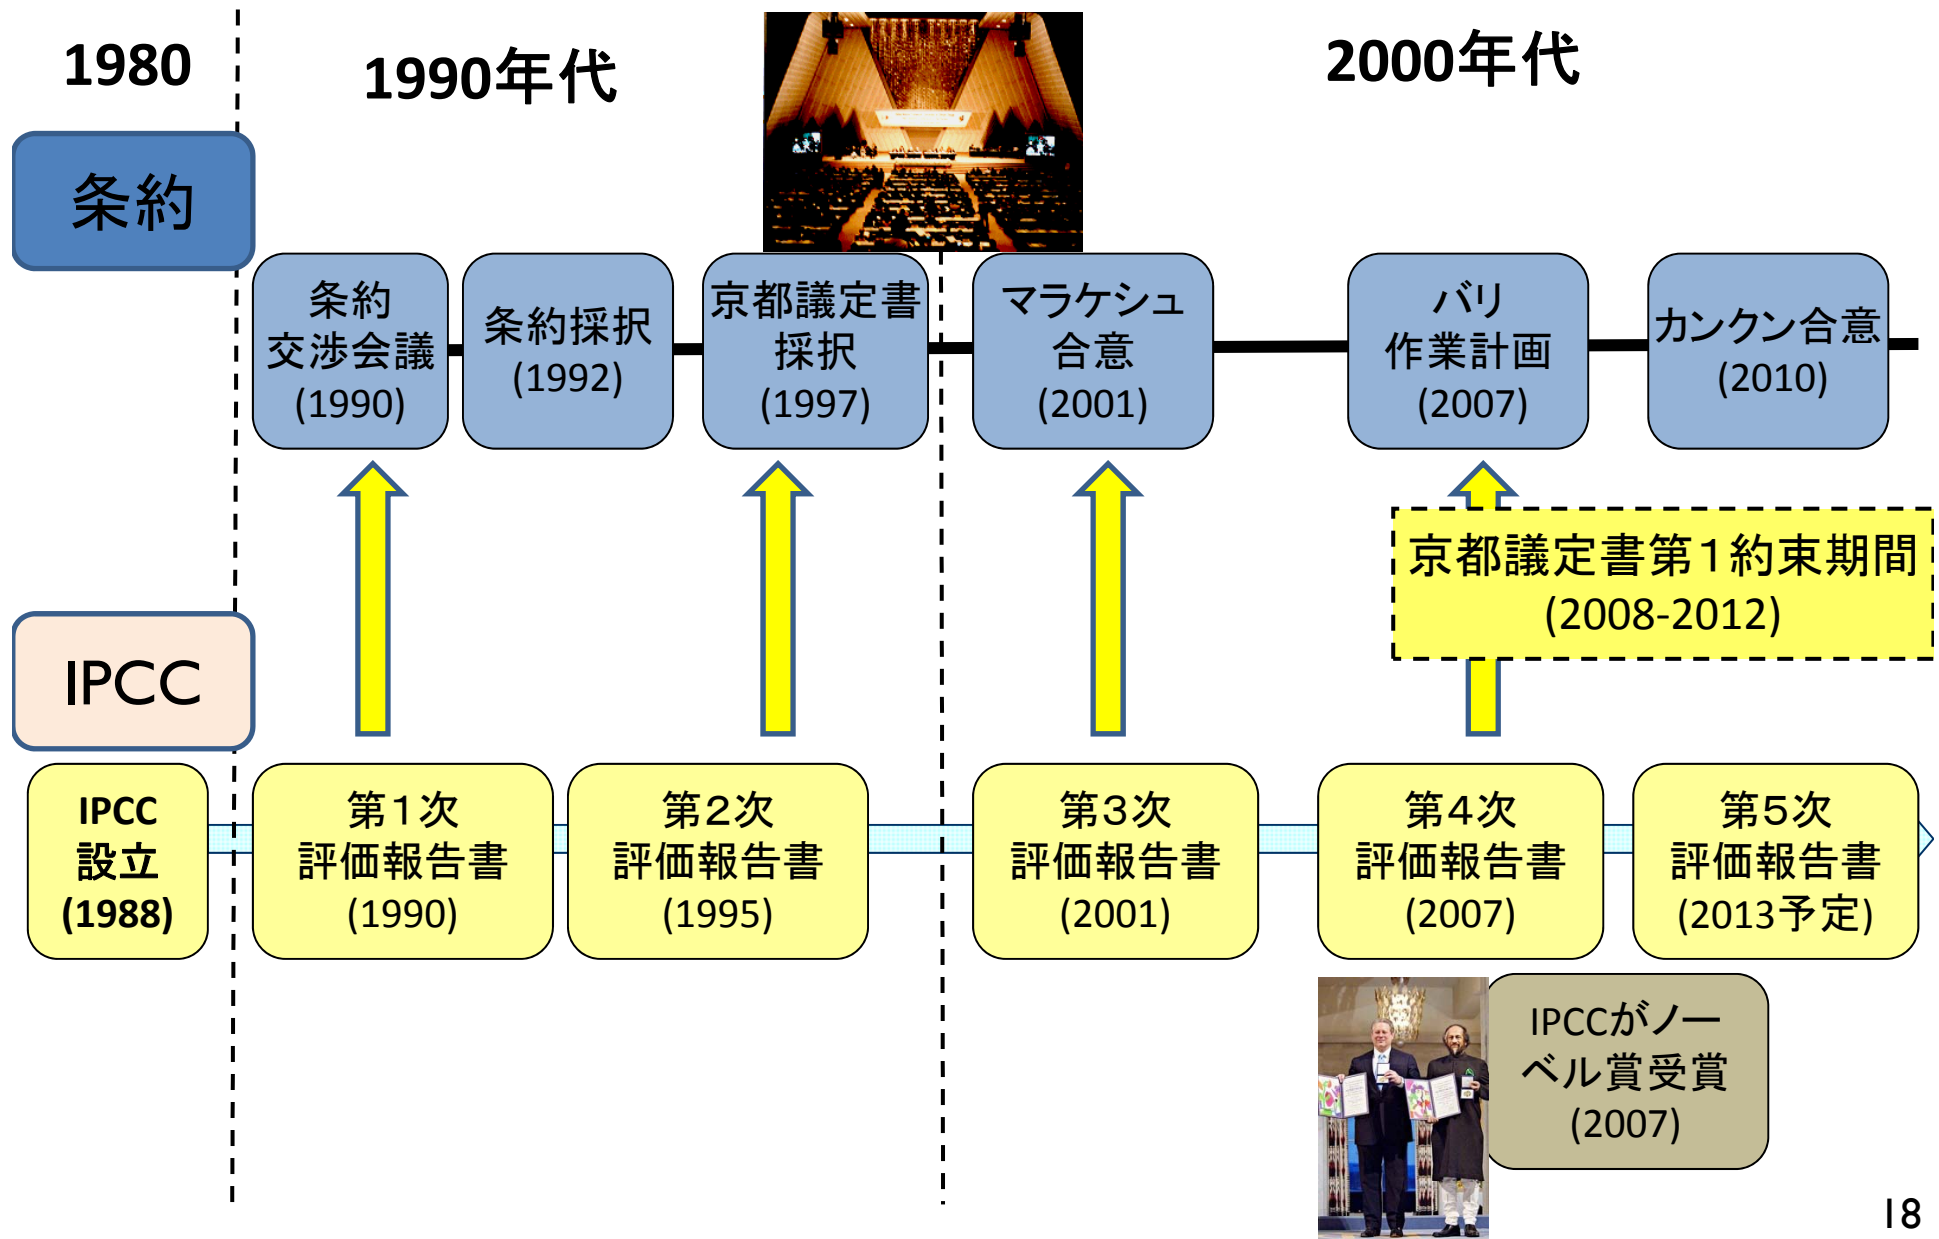 1980
1990年代
2000年代
条約
条約
交渉会議
(1990)
条約採択
(1992)
京都議定書
採択
(1997)
マラケシュ
合意
(2001)
バリ
作業計画
(2007)
カンクン合意
(2010)
京都議定書第１約束期間
(2008-2012)
IPCC
IPCC
設立
(1988)
第１次
評価報告書
(1990)
第２次
評価報告書
(1995)
第３次
評価報告書
(2001)
第４次
評価報告書
(2007)
第５次
評価報告書
(2013予定)
IPCCがノー
ベル賞受賞
(2007)
18